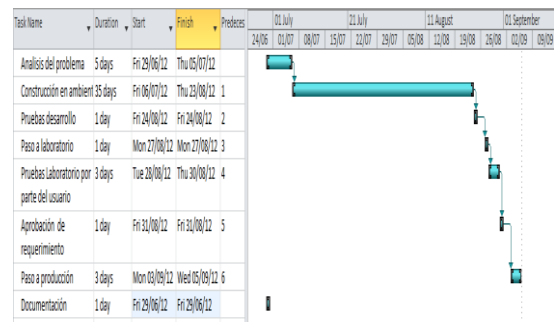 Task Name Duration Start Finish Predeces
01 July 21 July 11 August 01 September
24/06 01/07 08/07 15/07 22/07 29/07 05/08 12/08 19/08 26/08 02/09 09/09
Analisis del problema 5 days Fri 29/06/12 Thu 05/07/12
Construcción en ambient 35 days Fri 06/07/12 Thu 23/08/12 1
Pruebas desarrollo 1 day Fri 24/08/12 Fri 24/08/12 2
Paso a laboratorio 1 day Mon 27/08/12 Mon 27/08/12 3
Pruebas Laboratorio por 3 days Tue 28/08/12 Thu 30/08/12 4
parte del usuario
Aprobación de 1 day Fri 31/08/12 Fri 31/08/12 5
requerimiento
Paso a producción 3 days Mon 03/09/12 Wed 05/09/12 6
Documentación 1 day Fri 29/06/12 Fri 29/06/12